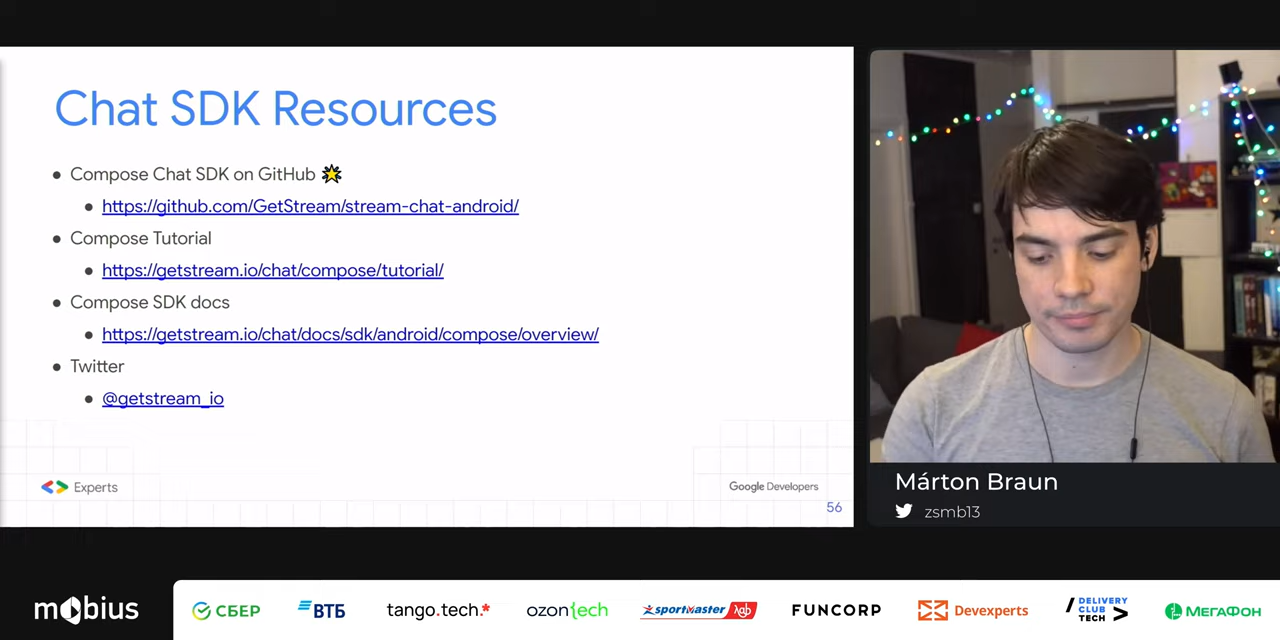 Chat SDK Resources
Compose Chat SDK on GitHub
https://github.com/GetStream/stream-chat-android/
Compose Tutorial
https://getstream.io/chat/compose/tutorial/
Compose SDK docs
https://getstream.io/chat/docs/sdk/android/compose/overview/
Twitter
@getstream_io
Experts
Google Developers
56
Márton Braun
zsmb13
mobius
СБЕР
ВТБ
tango.tech.*
ozon{tech
sportmaster lab
FUNCORP
Devexperts
/DELIVERY CLUB TECH >
МЕГАФОН